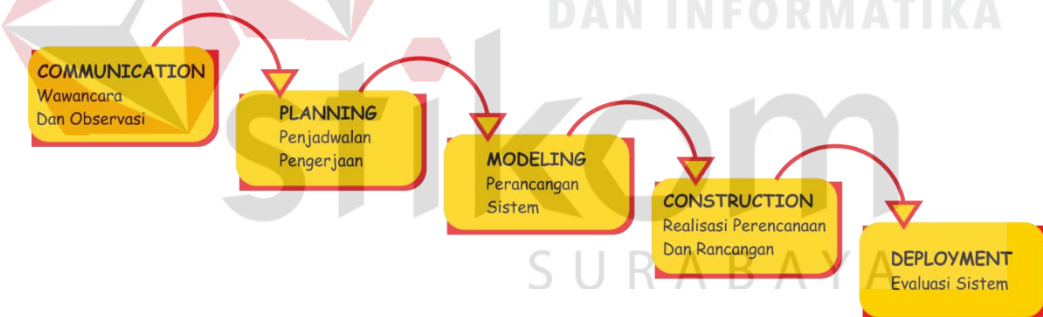 DAN INFORMATIKA
COMMUNICATION
Wawancara
Dan Observasi
PLANNING
Penjadwalan
Pengerjaan
MODELING
Perancangan
Sistem
CONSTRUCTION
Realisasi Perencanaan
Dan Rancangan
DEPLOYMENT
Evaluasi Sistem
stikom
SURABAYA